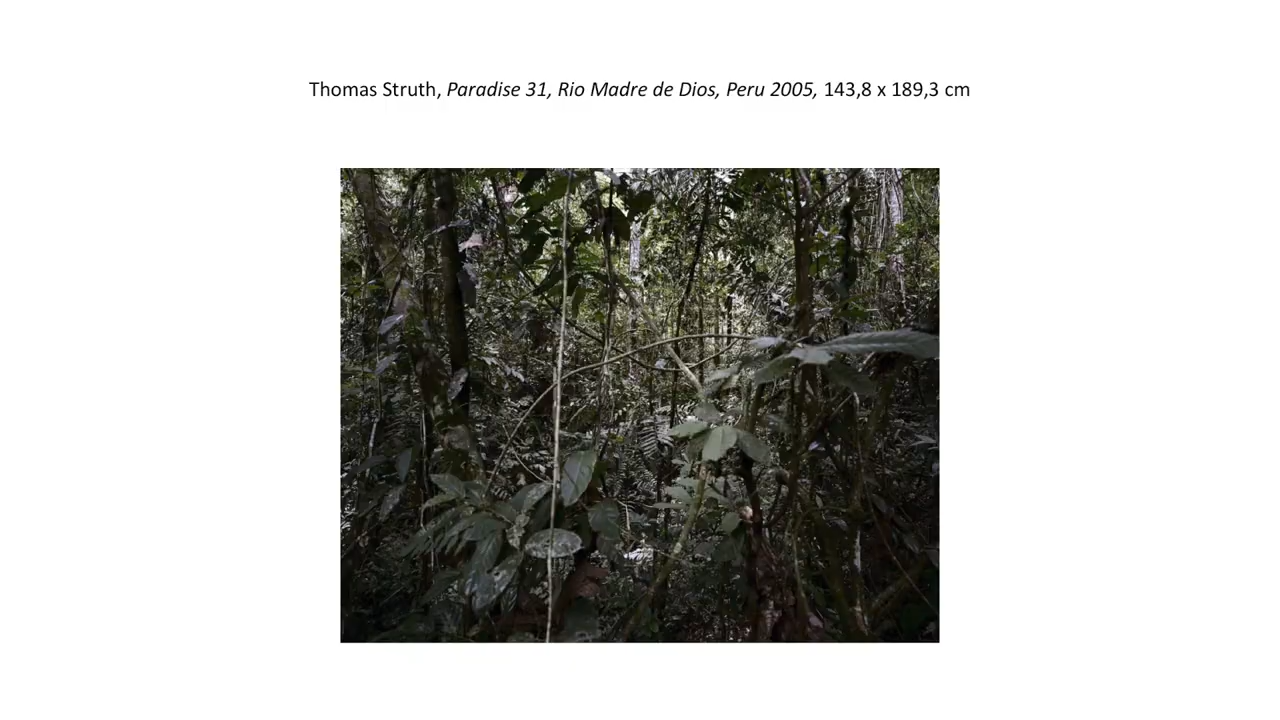 Thomas Struth, Paradise 31, Rio Madre de Dios, Peru 2005, 143,8 x 189,3 cm